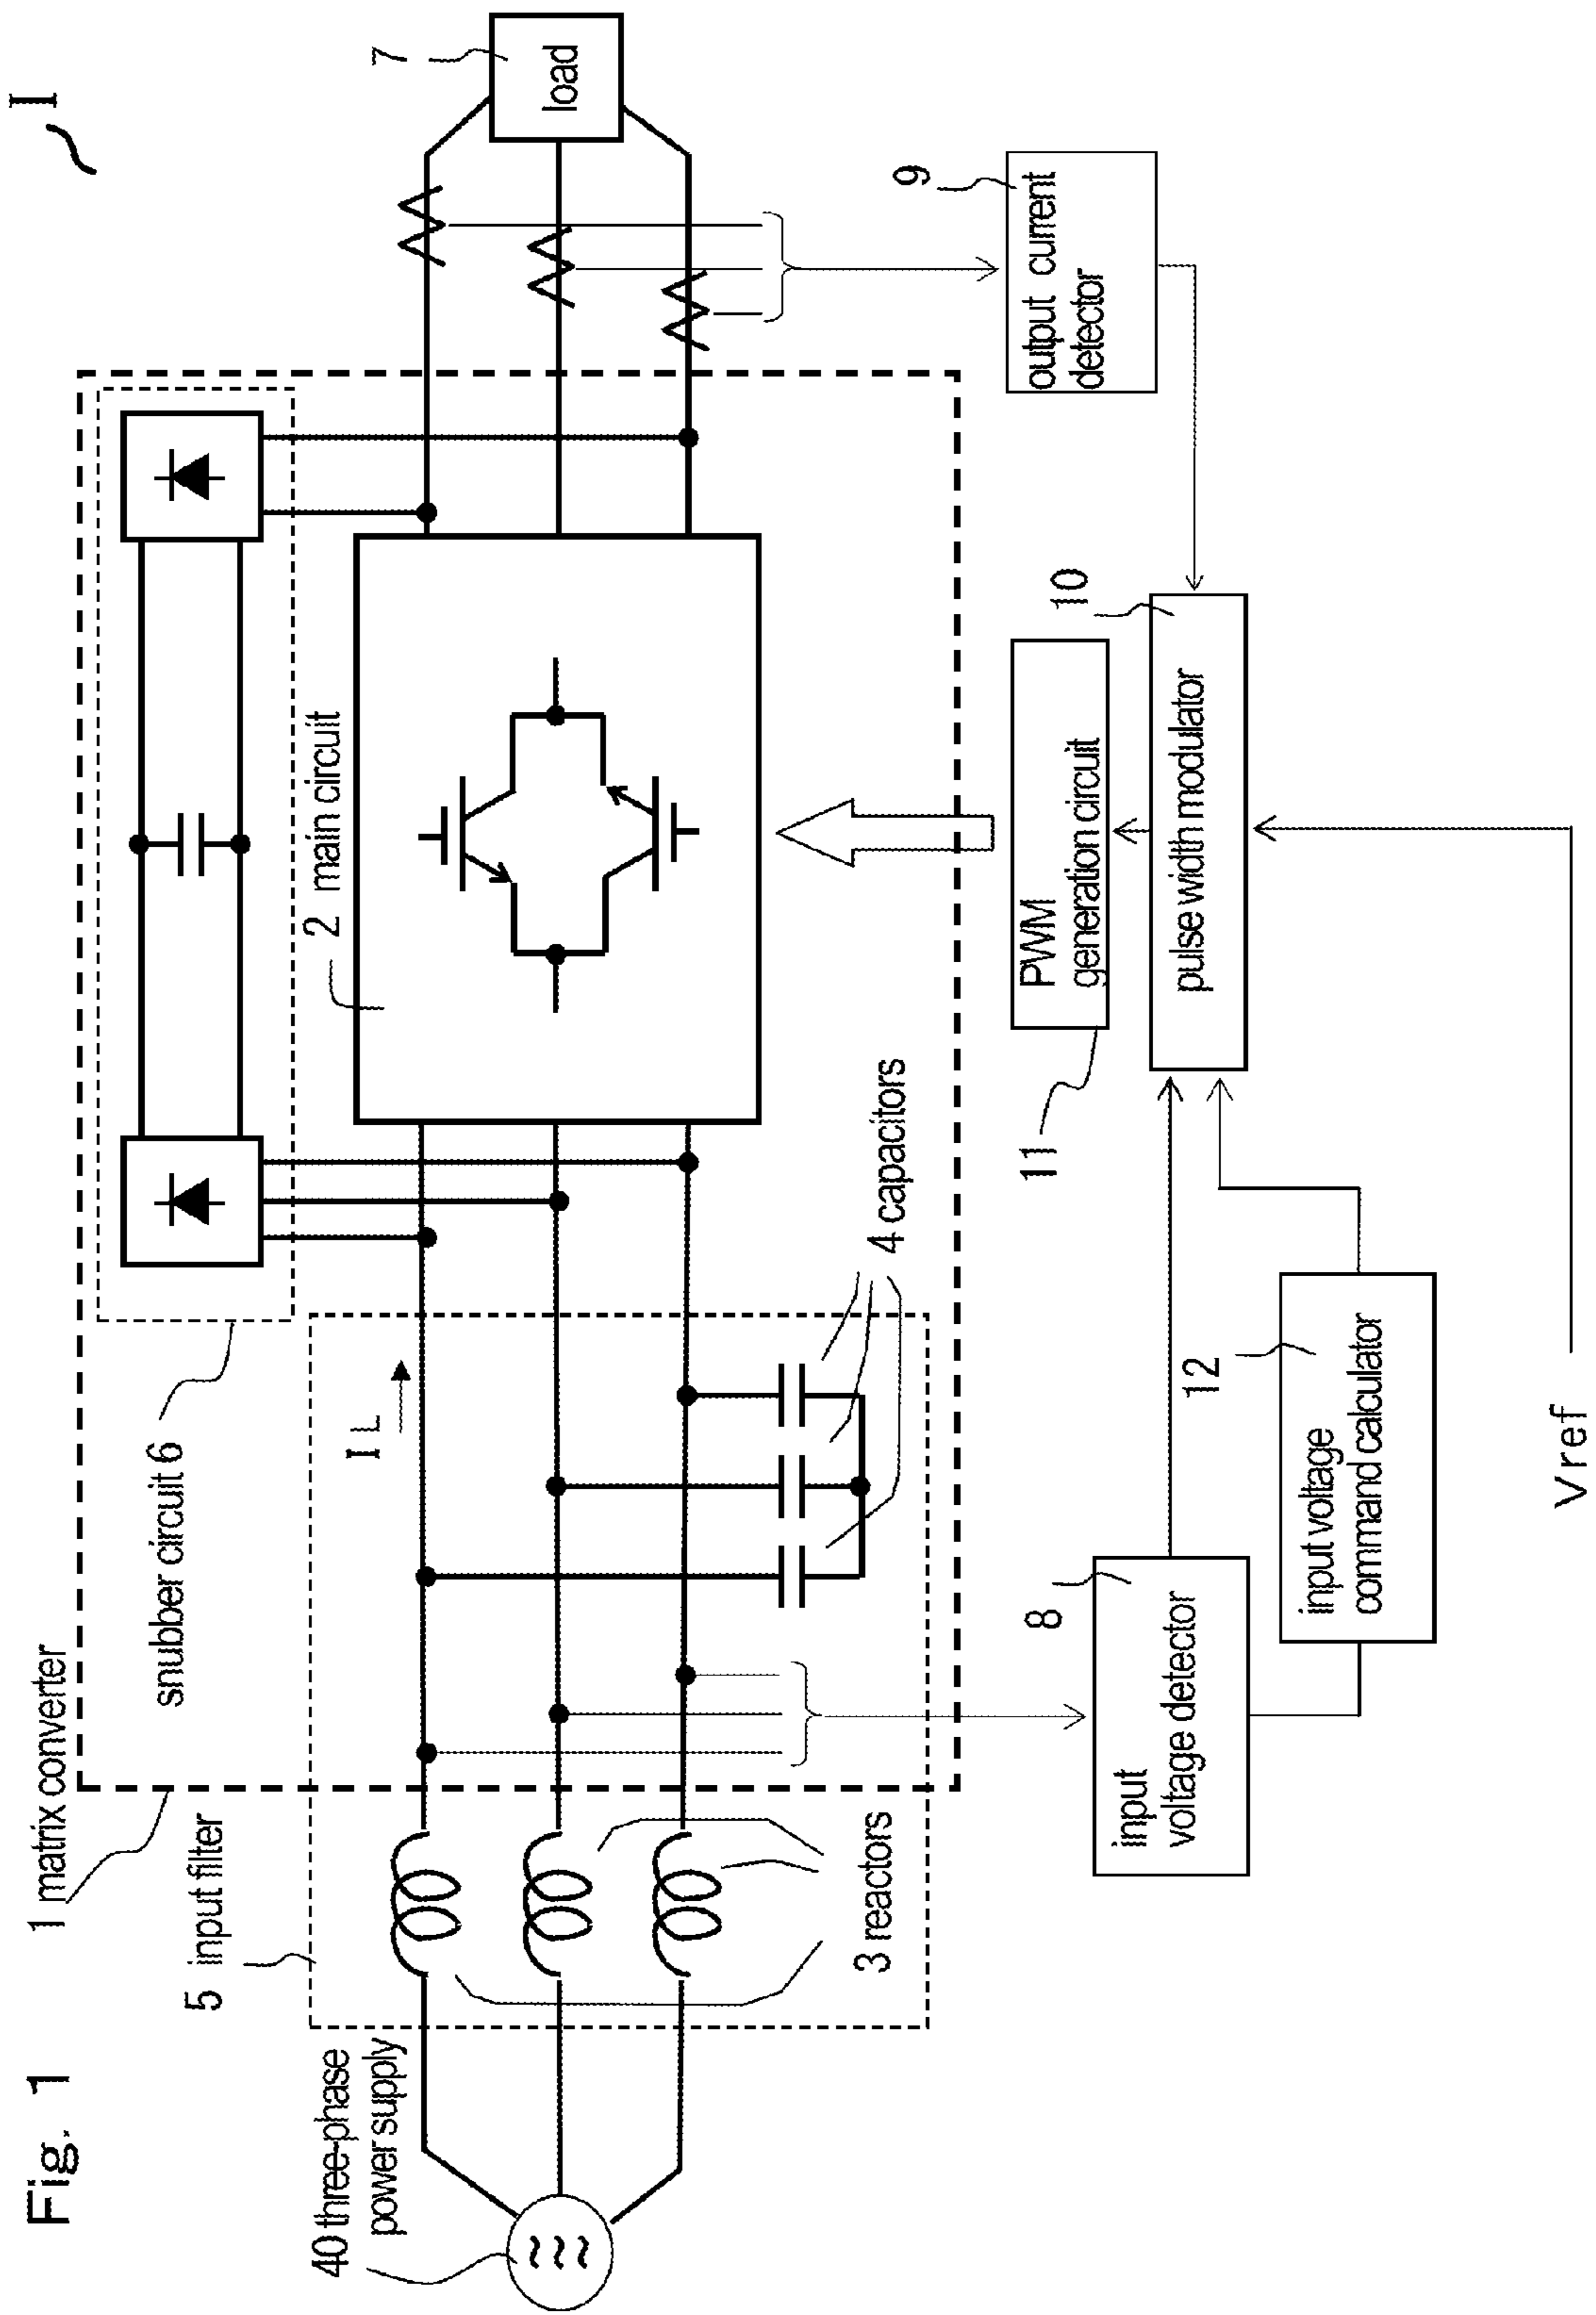 Fig. 1
I
1 matrix converter
snubber circuit 6
5 input filter
2 main circuit
40 three-phase
power supply
I L
7
load
3 reactors
4 capacitors
9
output current
detector
11
PWM
generation circuit
10
pulse width modulator
8
input
voltage detector
12
input voltage
command calculator
Vref